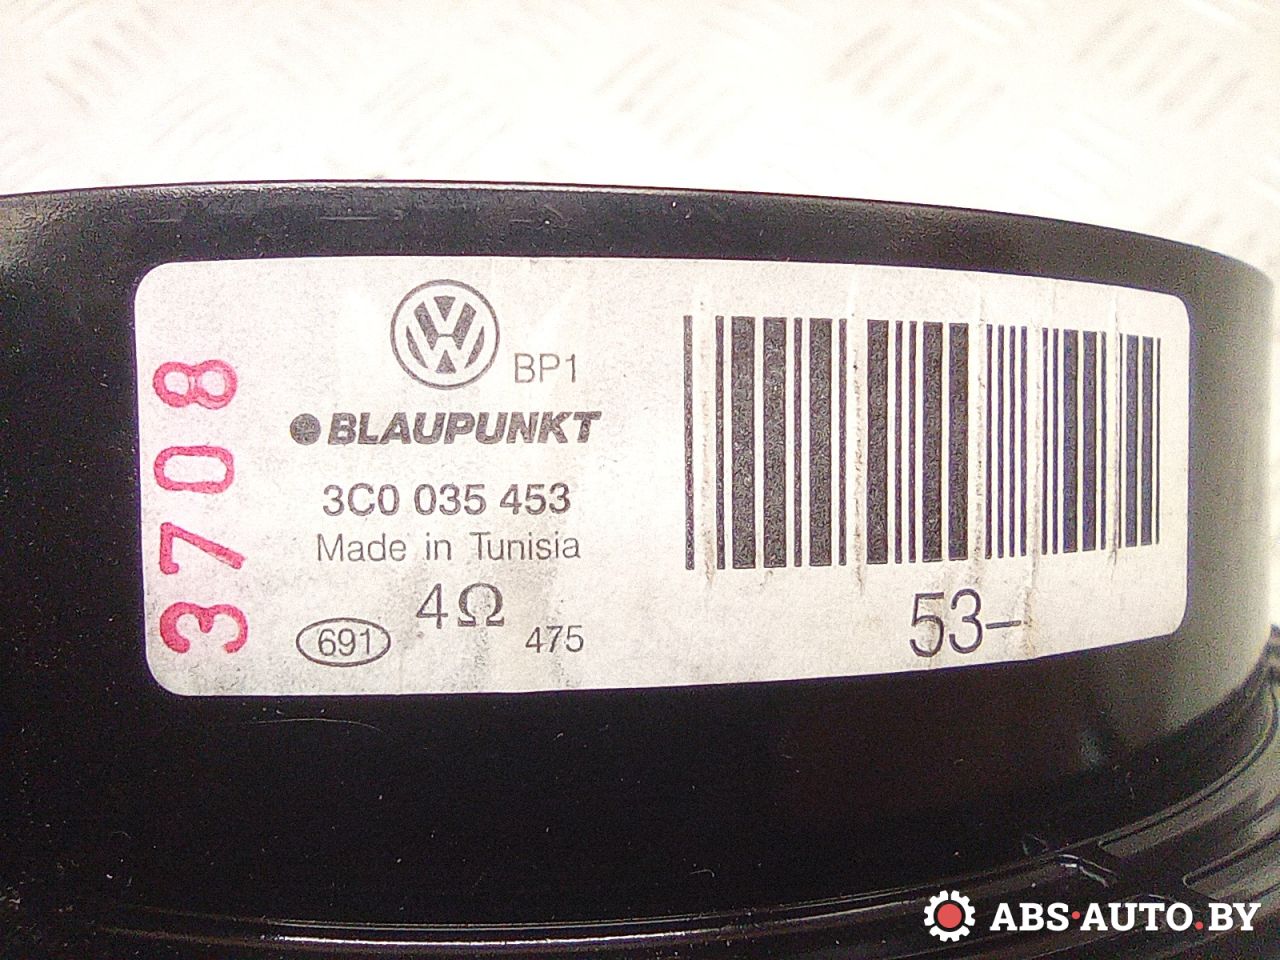 3708
BP1
BLAUPUNKT
3C0 035 453
Made in Tunisia
4Ω
691
475
53-
ABS·AUTO.BY